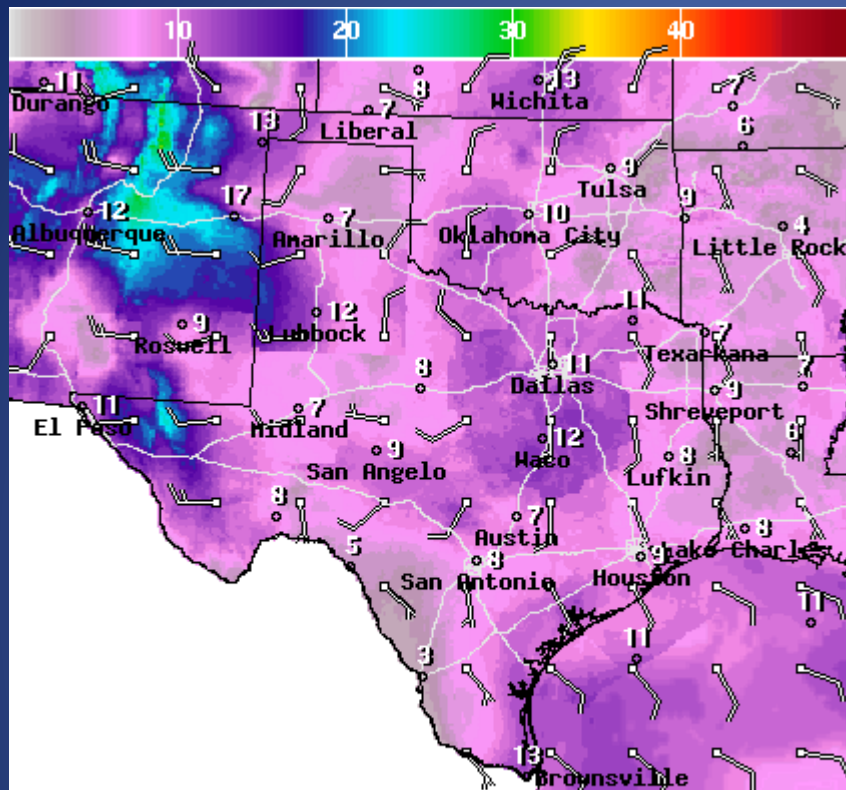 10 20 30 40
11 8 13 7
Durango Wichita
7
Liberal
13 6
9
Tulsa
12 17 7 10 9 4
Albuquerque Amarillo Oklahoma City Little Rock
9 12 11 7
Roswell Lubbock Texarkana
11 7
Dallas
8 9
11 7 Shreveport
El Paso Midland
12 6
9 Waco 8
San Angelo Lufkin
8 7 8
Austin Lake Charles
5 8 9
San Antonio Houston
11
3 11
13
Brownsville